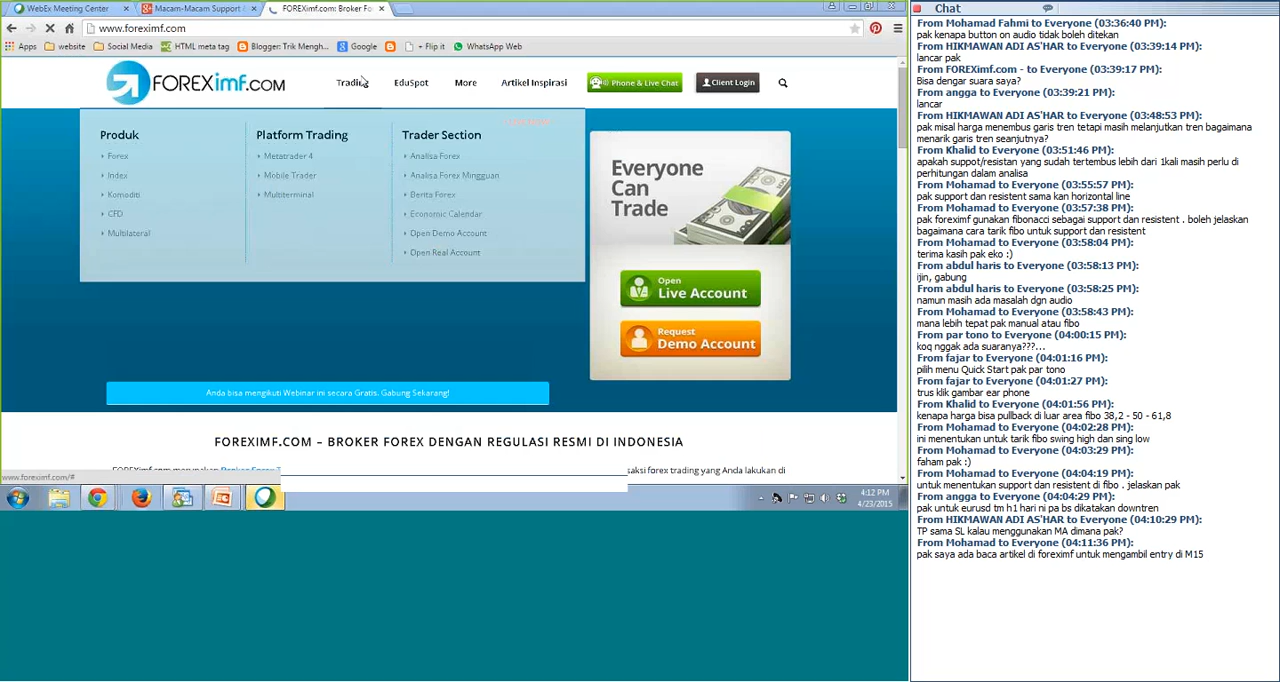 WebEx Meeting Center
Macam-Macam Support &
FOREXimf.com: Broker Fo
www.foreximf.com
Apps
website
Social Media
HTML meta tag
Blogger: Trik Mengh...
Google
+ Flip it
WhatsApp Web
FOREXimf.com
Trading
EduSpot
More
Artikel Inspirasi
Phone & Live Chat
Client Login
Produk
Forex
Index
Komoditi
CFD
Multilateral
Platform Trading
Metatrader 4
Mobile Trader
Multiterminal
Trader Section
Analisa Forex
Analisa Forex Mingguan
Berita Forex
Economic Calendar
Open Demo Account
Open Real Account
Everyone
Can
Trade
Open
Live Account
Request
Demo Account
Anda bisa mengikuti Webinar ini secara Gratis. Gabung Sekarang!
FOREXIMF.COM – BROKER FOREX DENGAN REGULASI RESMI DI INDONESIA
FOREXimf.com merupakan Broker Forex
saksi forex trading yang Anda lakukan di
www.foreximf.com/#
4:12 PM
4/23/2015
Chat
From Mohamad Fahmi to Everyone (03:36:40 PM):
pak kenapa button on audio tidak boleh ditekan
From HIKMAWAN ADI AS'HAR to Everyone (03:39:14 PM):
lancar pak
From FOREXimf.com - to Everyone (03:39:17 PM):
Bisa dengar suara saya?
From angga to Everyone (03:39:21 PM):
lancar
From HIKMAWAN ADI AS'HAR to Everyone (03:48:53 PM):
pak misal harga menembus garis tren tetapi masih melanjutkan tren bagaimana
menarik garis tren seanjutnya?
From Khalid to Everyone (03:51:46 PM):
apakah suppot/resistan yang sudah tertembus lebih dari 1kali masih perlu di
perhitungan dalam analisa
From Mohamad to Everyone (03:55:57 PM):
pak support dan resistent sama kan horizontal line
From Mohamad to Everyone (03:57:38 PM):
pak foreximf gunakan fibonacci sebagai support dan resistent . boleh jelaskan
bagaimana cara tarik fibo untuk support dan resistent
From Mohamad to Everyone (03:58:04 PM):
terima kasih pak eko :)
From abdul haris to Everyone (03:58:13 PM):
ijin, gabung
From abdul haris to Everyone (03:58:25 PM):
namun masih ada masalah dgn audio
From Mohamad to Everyone (03:58:43 PM):
mana lebih tepat pak manual atau fibo
From par tono to Everyone (04:00:15 PM):
koq nggak ada suaranya???...
From fajar to Everyone (04:01:16 PM):
pilih menu Quick Start pak par tono
From fajar to Everyone (04:01:27 PM):
trus klik gambar ear phone
From Khalid to Everyone (04:01:56 PM):
kenapa harga bisa pullback di luar area fibo 38,2 - 50 - 61,8
From Mohamad to Everyone (04:02:28 PM):
ini menentukan untuk tarik fibo swing high dan sing low
From Mohamad to Everyone (04:03:29 PM):
faham pak :)
From Mohamad to Everyone (04:04:19 PM):
untuk menentukan support dan resistent di fibo . jelaskan pak
From angga to Everyone (04:04:29 PM):
pak untuk eurusd tm h1 hari ni pa bs dikatakan downtren
From HIKMAWAN ADI AS'HAR to Everyone (04:10:29 PM):
TP sama SL kalau menggunakan MA dimana pak?
From Mohamad to Everyone (04:11:36 PM):
pak saya ada baca artikel di foreximf untuk mengambil entry di M15